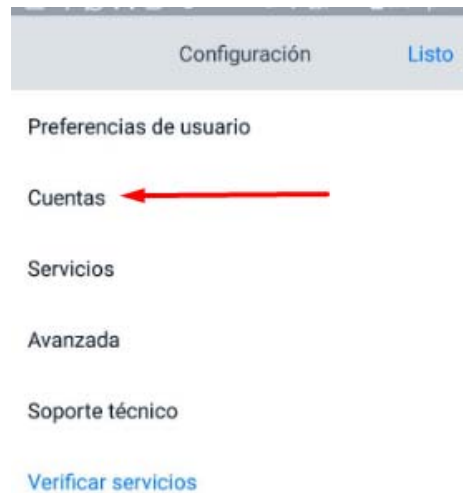 Configuración
Listo
Preferencias de usuario
Cuentas
Servicios
Avanzada
Soporte técnico
Verificar servicios